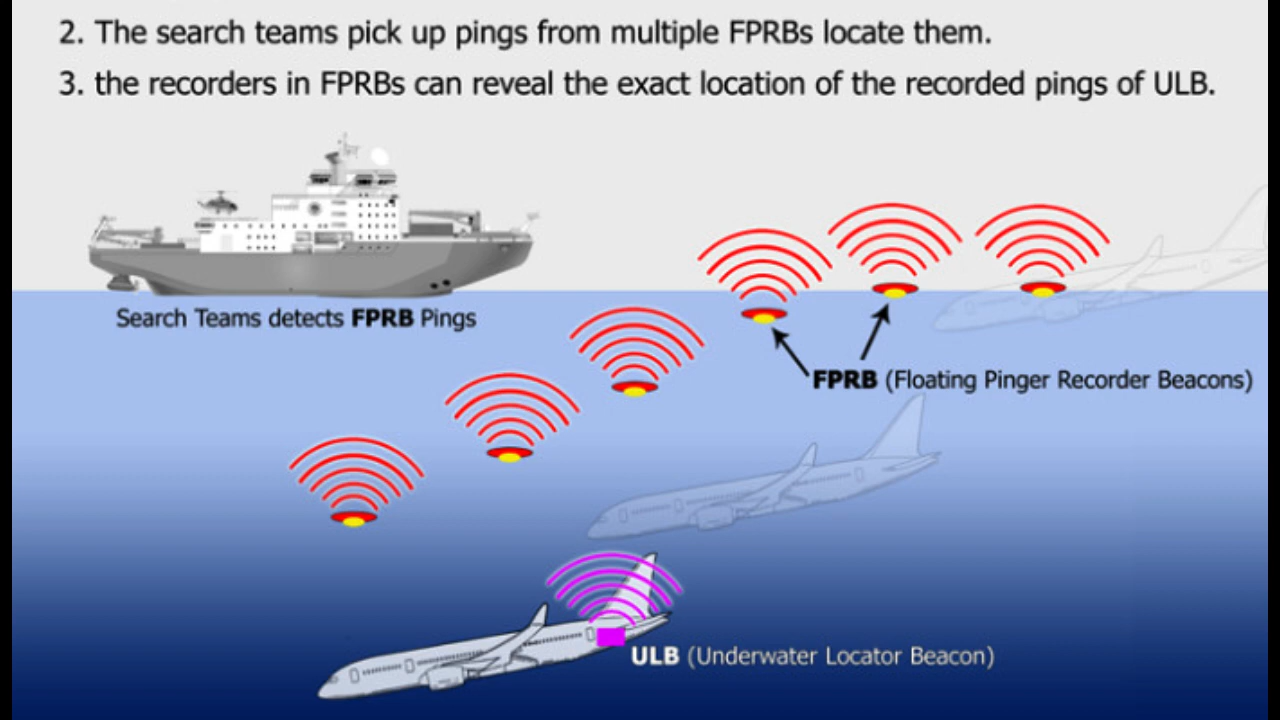 2. The search teams pick up pings from multiple FPRBs locate them.
3. the recorders in FPRBs can reveal the exact location of the recorded pings of ULB.
Search Teams detects FPRB Pings
FPRB (Floating Pinger Recorder Beacons)
ULB (Underwater Locator Beacon)